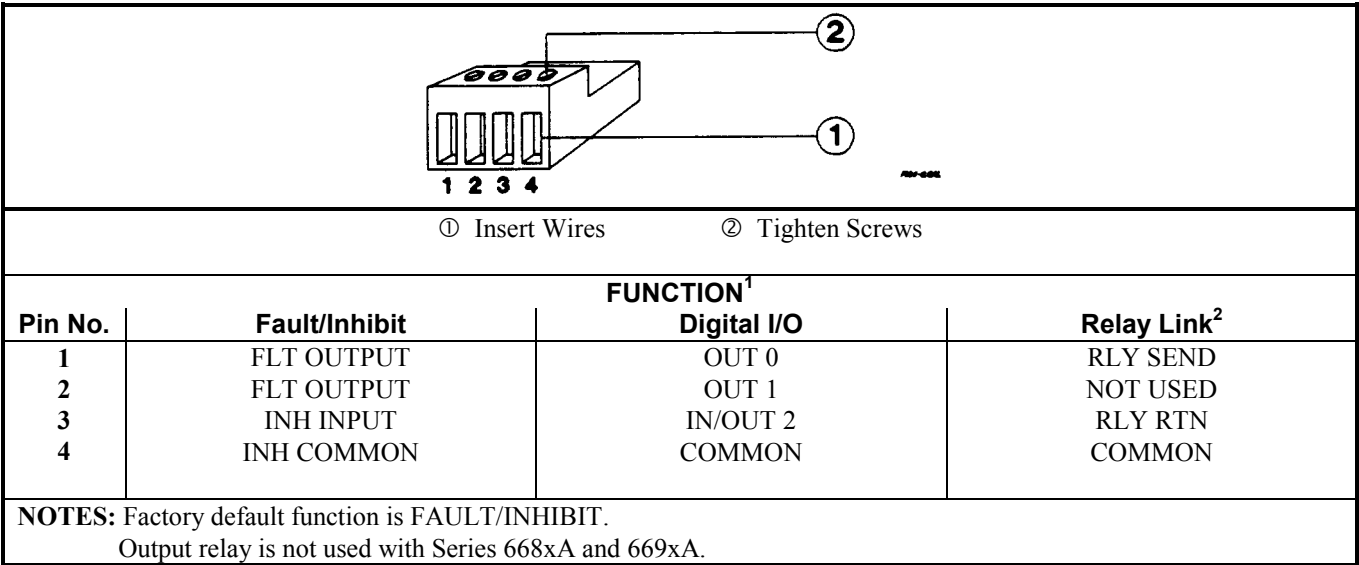 ②
①
1 2 3 4
① Insert Wires ② Tighten Screws
FUNCTION¹
Pin No. Fault/Inhibit Digital I/O Relay Link²
1 FLT OUTPUT OUT 0 RLY SEND
2 FLT OUTPUT OUT 1 NOT USED
3 INH INPUT IN/OUT 2 RLY RTN
4 INH COMMON COMMON COMMON
NOTES: Factory default function is FAULT/INHIBIT.
Output relay is not used with Series 668xA and 669xA.